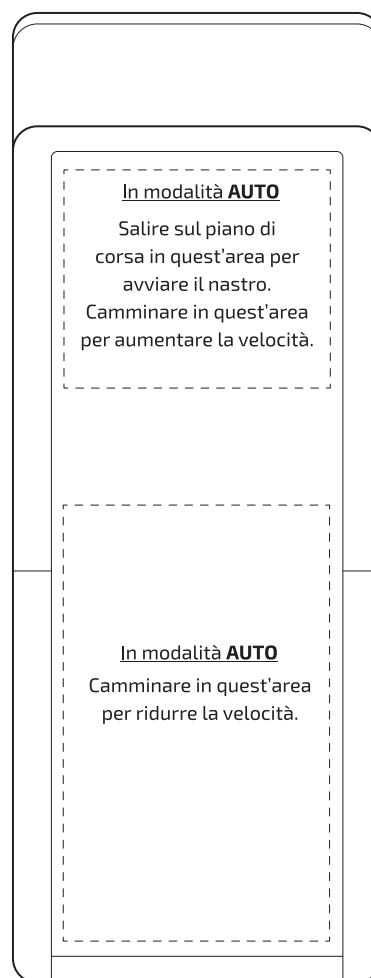 In modalità AUTO
Salire sul piano di
corsa in quest’area per
avviare il nastro.
Camminare in quest’area
per aumentare la velocità.
In modalità AUTO
Camminare in quest’area
per ridurre la velocità.